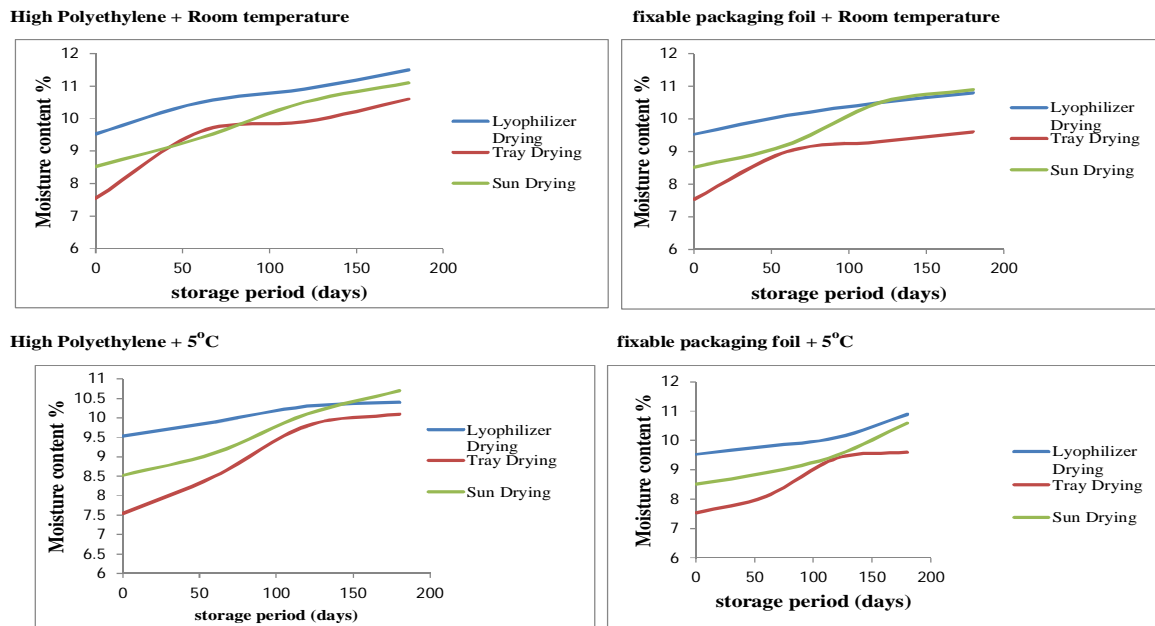 High Polyethylene + Room temperature
12
11
10
9
8
7
6
Moisture content %
0 50 100 150 200
storage period (days)
Lyophilizer
Drying
Tray Drying
Sun Drying
fixable packaging foil + Room temperature
12
11
10
9
8
7
6
Moisture content %
0 50 100 150 200
storage period (days)
Lyophilizer
Drying
Tray Drying
Sun Drying
High Polyethylene + 5°C
11
10.5
10
9.5
9
8.5
8
7.5
7
6.5
6
Moisture content %
0 50 100 150 200
storage period (days)
Lyophilizer
Drying
Tray Drying
Sun Drying
fixable packaging foil + 5°C
12
11
10
9
8
7
6
Moisture content %
0 50 100 150 200
storage period (days)
Lyophilizer
Drying
Tray Drying
Sun Drying